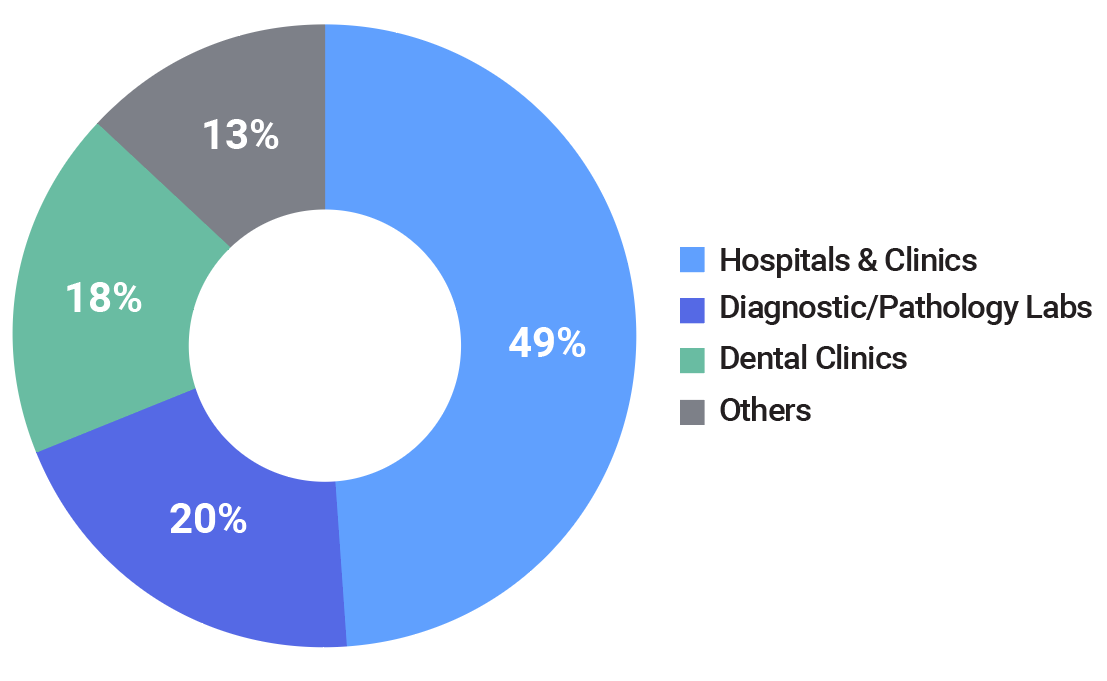 13%
18%
49%
20%
Hospitals & Clinics
Diagnostic/Pathology Labs
Dental Clinics
Others